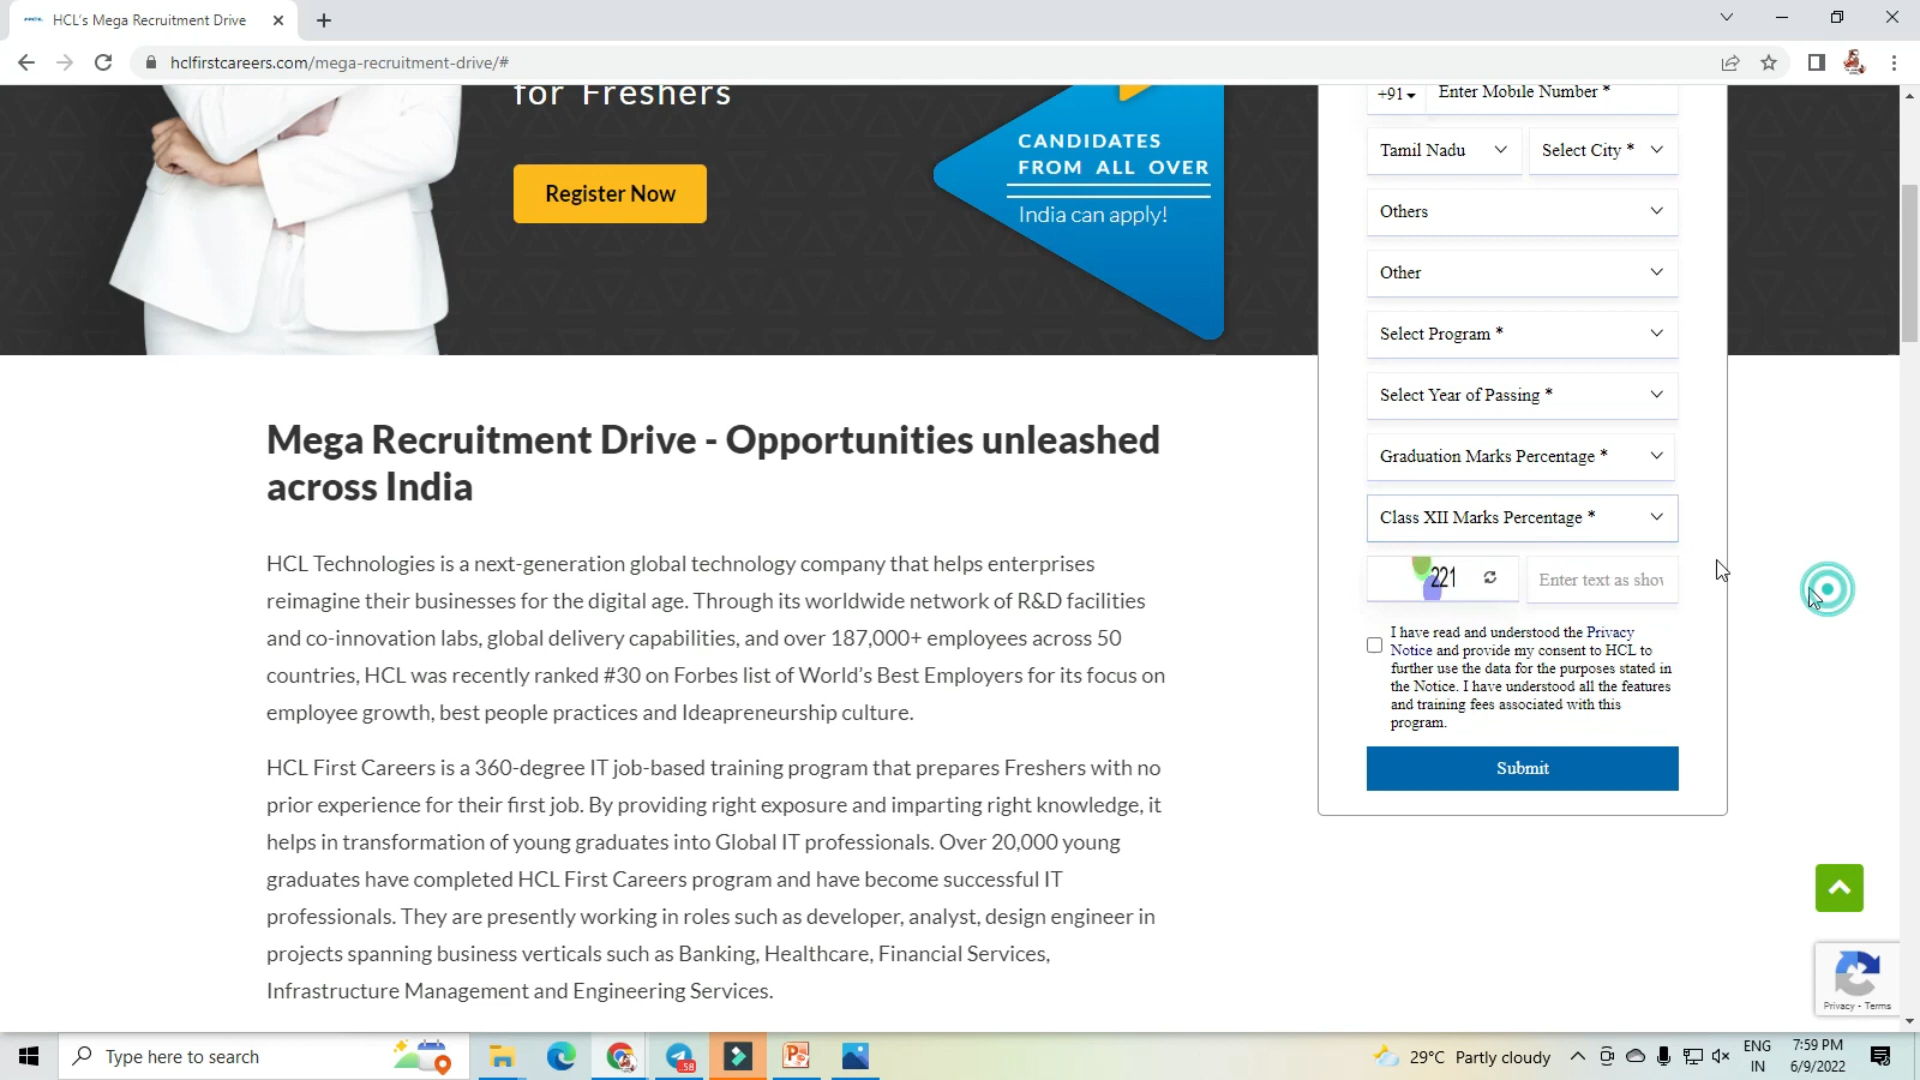 HCL's Mega Recruitment Drive
hclfirstcareers.com/mega-recruitment-drive/#
for Freshers
Register Now
CANDIDATES
FROM ALL OVER
India can apply!
+91
Enter Mobile Number *
Tamil Nadu
Select City *
Others
Other
Select Program *
Select Year of Passing *
Graduation Marks Percentage *
Class XII Marks Percentage *
221
Enter text as show
I have read and understood the Privacy
Notice and provide my consent to HCL to
further use the data for the purposes stated in
the Notice. I have understood all the features
and training fees associated with this
program.
Submit
Mega Recruitment Drive - Opportunities unleashed
across India
HCL Technologies is a next-generation global technology company that helps enterprises
reimagine their businesses for the digital age. Through its worldwide network of R&D facilities
and co-innovation labs, global delivery capabilities, and over 187,000+ employees across 50
countries, HCL was recently ranked #30 on Forbes list of World's Best Employers for its focus on
employee growth, best people practices and Ideapreneurship culture.
HCL First Careers is a 360-degree IT job-based training program that prepares Freshers with no
prior experience for their first job. By providing right exposure and imparting right knowledge, it
helps in transformation of young graduates into Global IT professionals. Over 20,000 young
graduates have completed HCL First Careers program and have become successful IT
professionals. They are presently working in roles such as developer, analyst, design engineer in
projects spanning business verticals such as Banking, Healthcare, Financial Services,
Infrastructure Management and Engineering Services.
Privacy - Terms
Type here to search
58
29°C Partly cloudy
ENG
IN
7:59 PM
6/9/2022